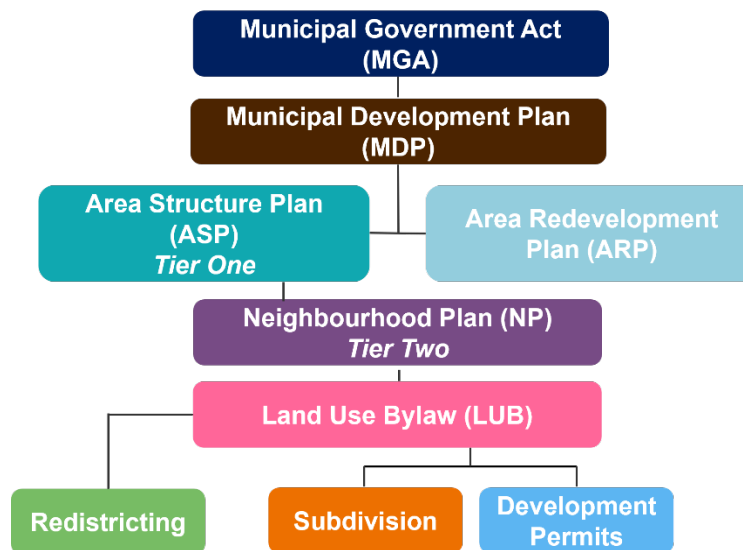 Municipal Government Act
(MGA)
Municipal Development Plan
(MDP)
Area Structure Plan
(ASP)
Tier One
Area Redevelopment
Plan (ARP)
Neighbourhood Plan (NP)
Tier Two
Land Use Bylaw (LUB)
Redistricting
Subdivision
Development
Permits